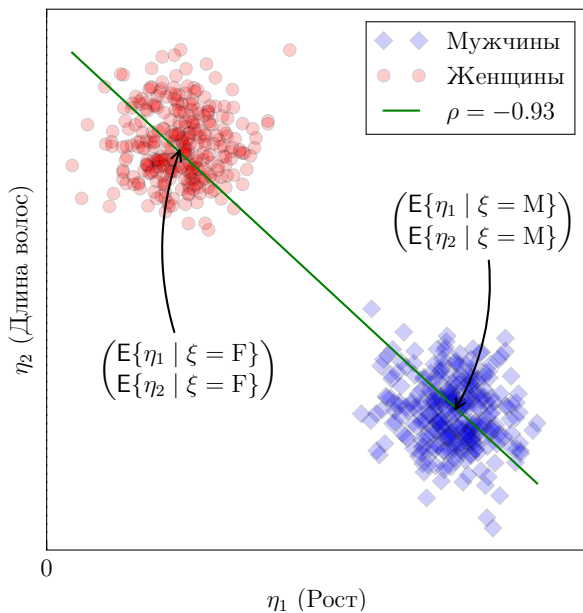 Мужчины
Женщины
ρ = −0.93
E{η₁ | ξ = M}
E{η₂ | ξ = M}
E{η₁ | ξ = F}
E{η₂ | ξ = F}
η₂ (Длина волос)
0
η₁ (Рост)